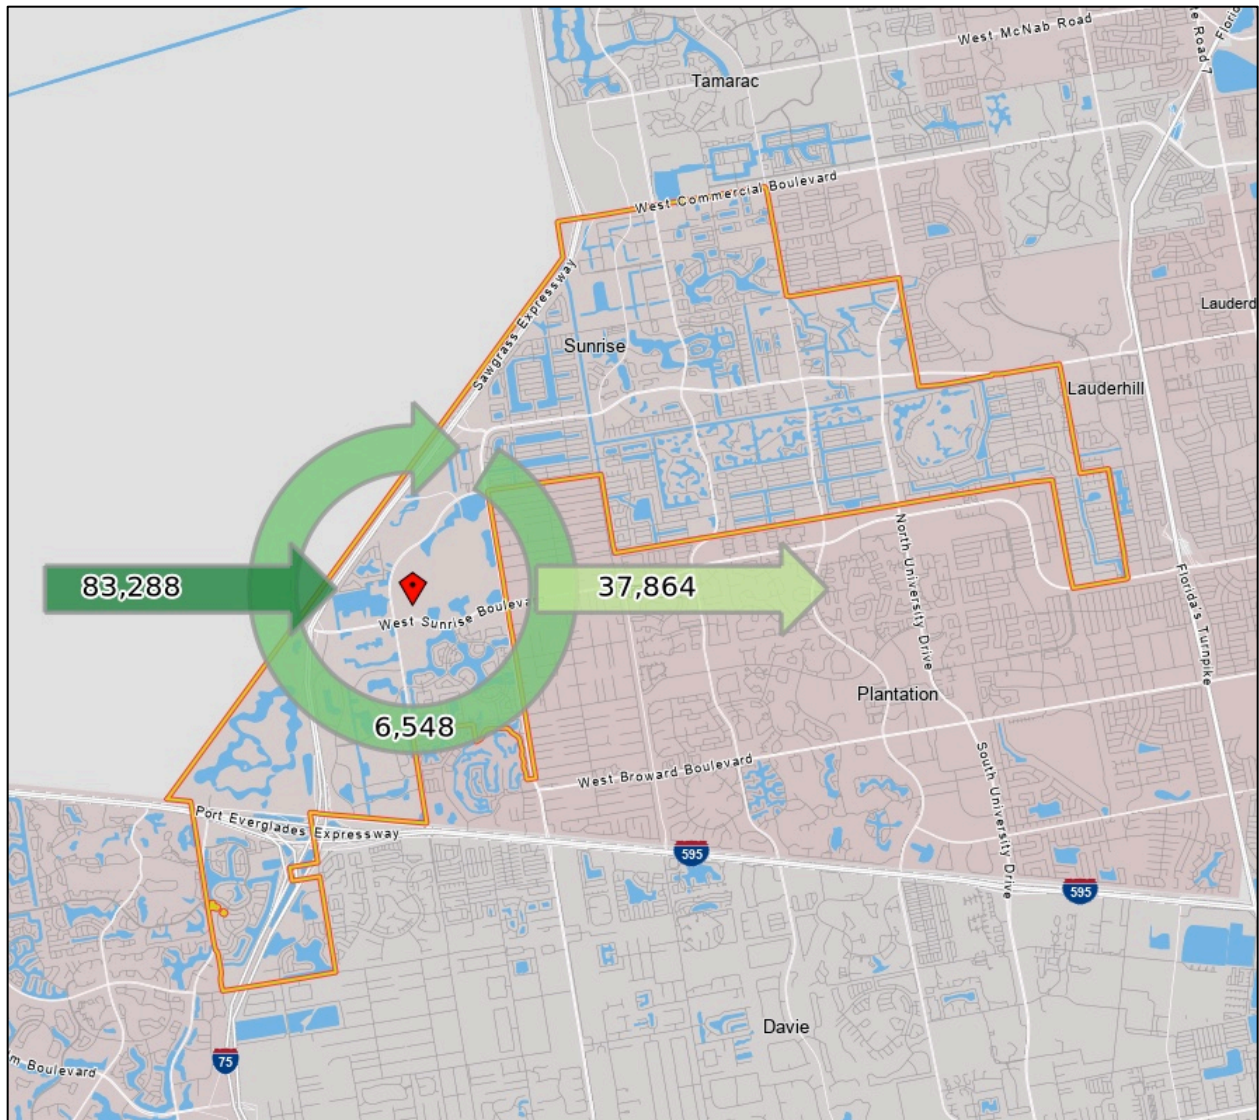 West McNab Road
Tamarac
West Commercial Boulevard
Sawgrass Expressway
Sunrise
Lauderhill
83,288
37,864
West Sunrise
North University Drive
Florida's Turnpike
6,548
Plantation
West Broward Boulevard
South University Drive
Port Everglades Expressway
595
595
Davie
75
Boulevard